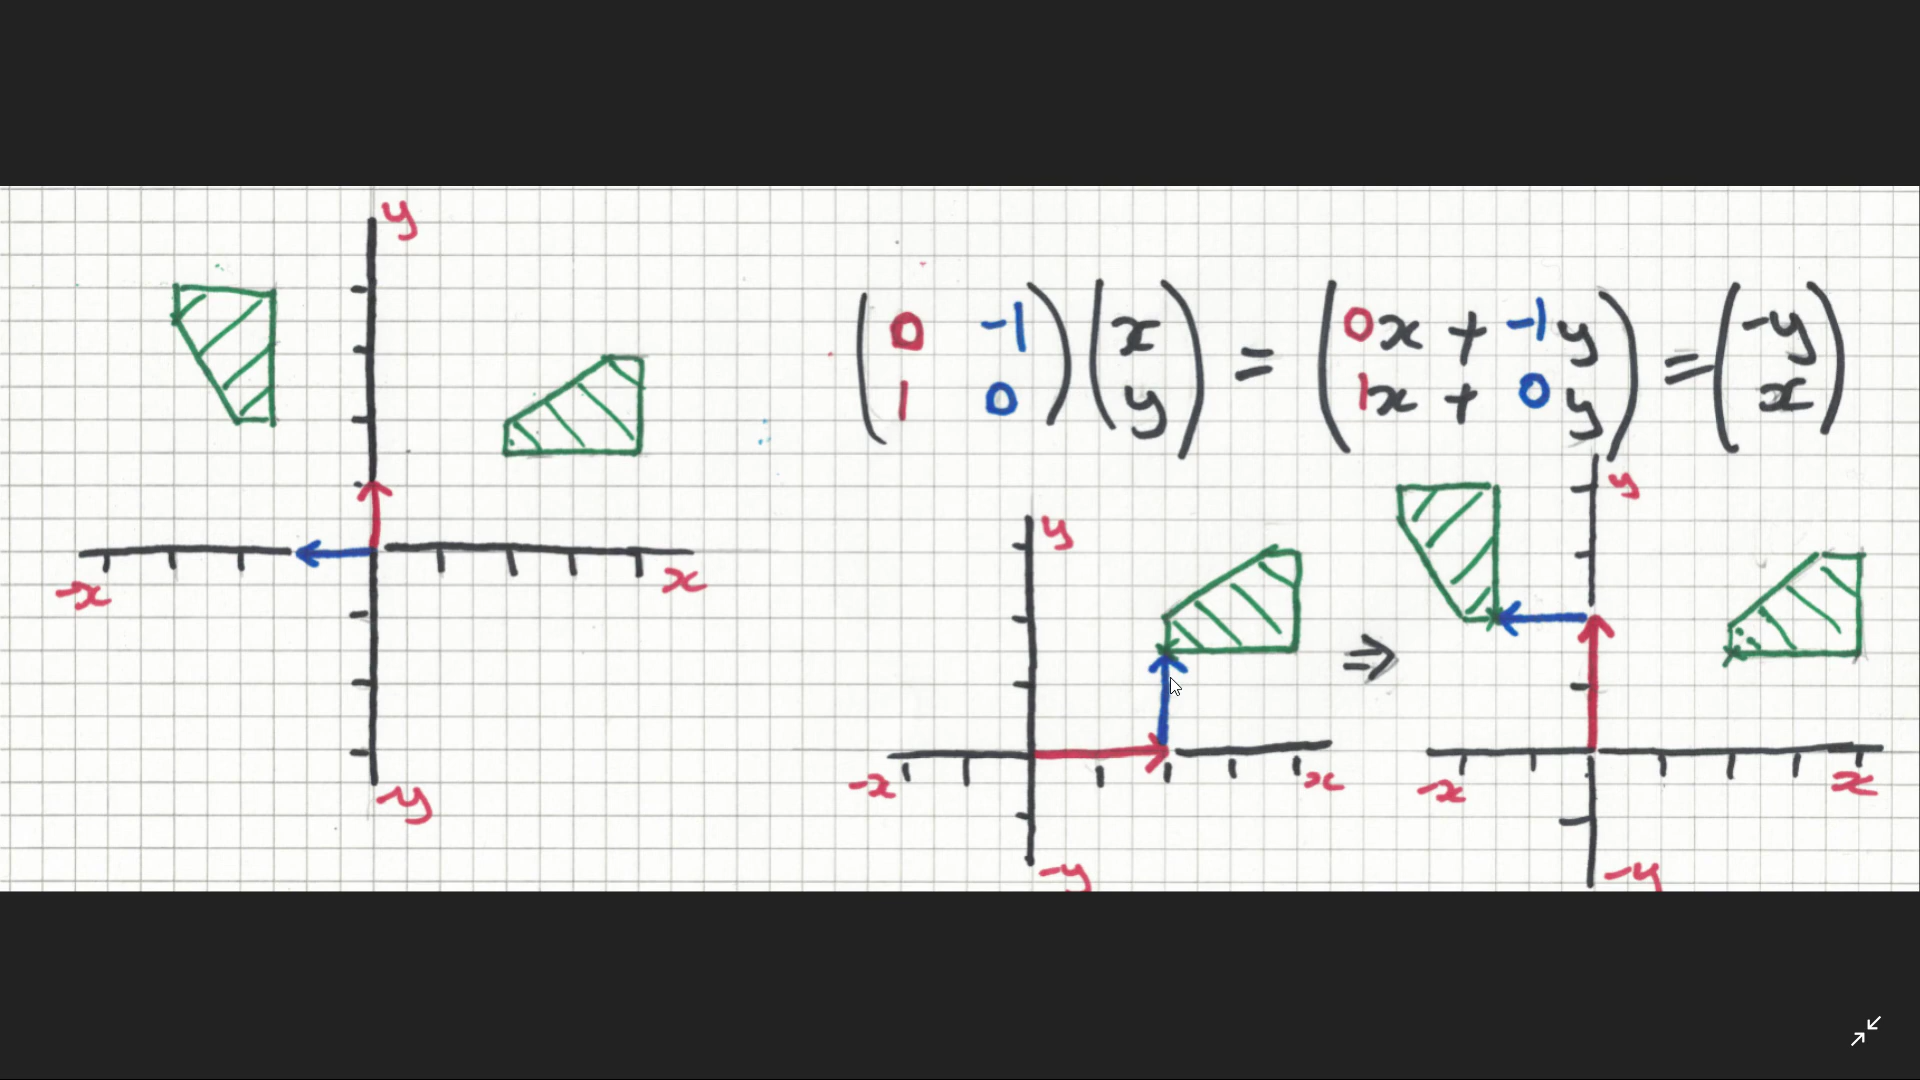 y
-x
x
-y
(0 -1) (x) = (0x + -1y) = (-y)
(1 0) (y) (1x + 0y) (x)
y
-x
x
-y
⇒
y
-x
x
-y